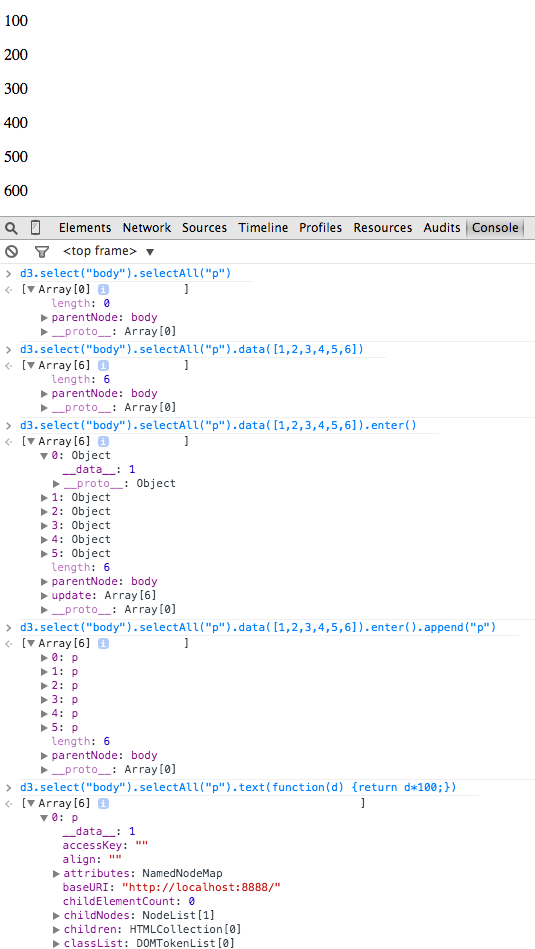 100
200
300
400
500
600
Elements Network Sources Timeline Profiles Resources Audits Console
<top frame> ▼
> d3.select("body").selectAll("p")
[▼Array[0] i ]
length: 0
▶parentNode: body
▶__proto__: Array[0]
> d3.select("body").selectAll("p").data([1,2,3,4,5,6])
[▼Array[6] i ]
length: 6
▶parentNode: body
▶__proto__: Array[0]
> d3.select("body").selectAll("p").data([1,2,3,4,5,6]).enter()
[▼Array[6] i ]
▼0: Object
__data__: 1
▶__proto__: Object
▶1: Object
▶2: Object
▶3: Object
▶4: Object
▶5: Object
length: 6
▶parentNode: body
▶update: Array[6]
▶__proto__: Array[0]
> d3.select("body").selectAll("p").data([1,2,3,4,5,6]).enter().append("p")
[▼Array[6] i ]
▶0: p
▶1: p
▶2: p
▶3: p
▶4: p
▶5: p
length: 6
▶parentNode: body
▶__proto__: Array[0]
> d3.select("body").selectAll("p").text(function(d) {return d*100;})
[▼Array[6] i ]
▼0: p
__data__: 1
accessKey: ""
align: ""
▶attributes: NamedNodeMap
baseURI: "http://localhost:8888/"
childElementCount: 0
▶childNodes: NodeList[1]
▶children: HTMLCollection[0]
▶classList: DOMTokenList[0]